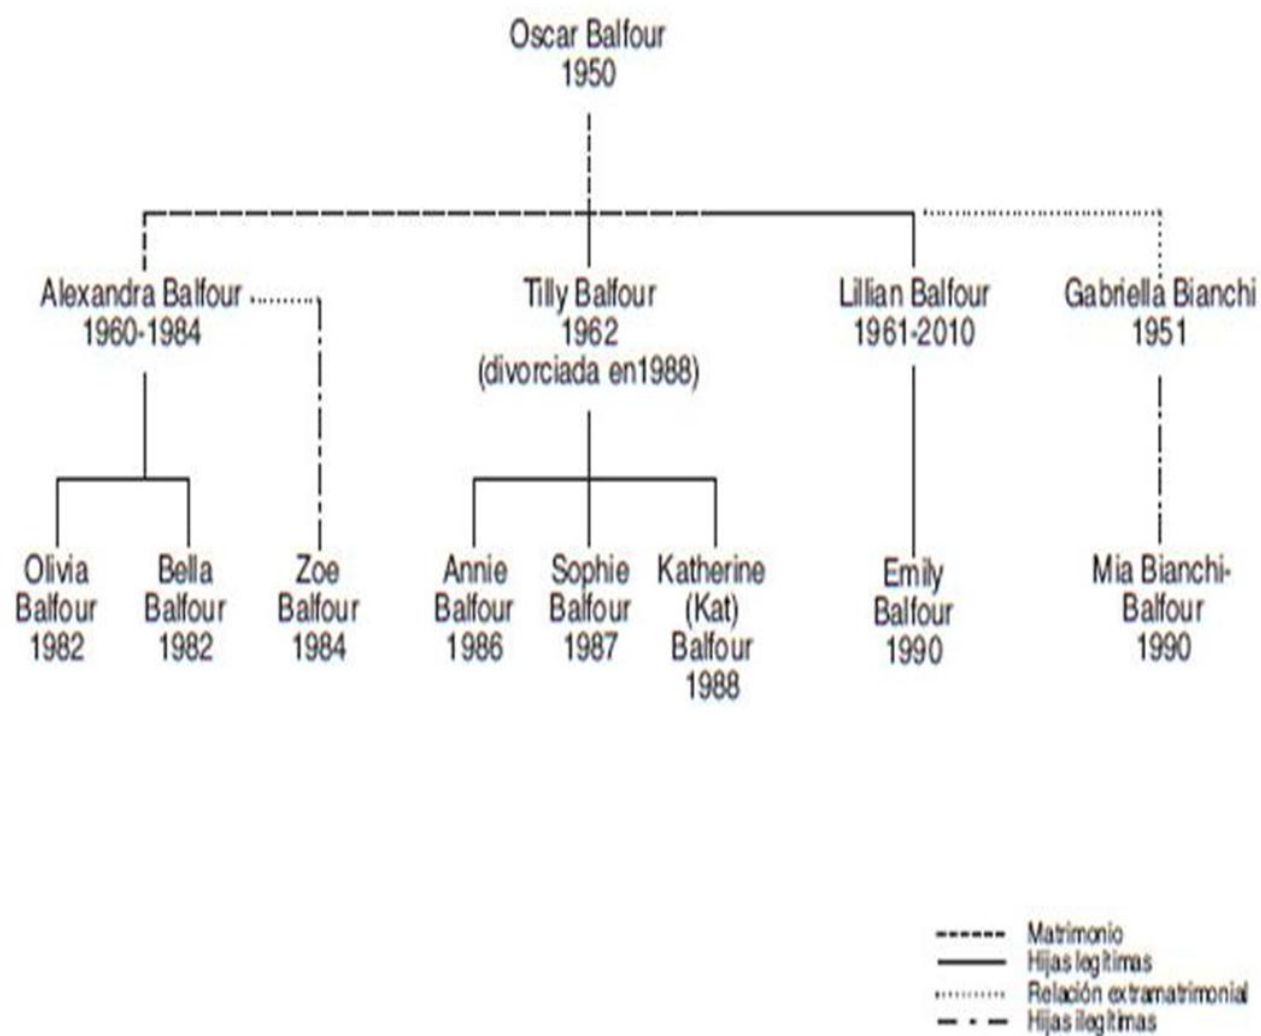 Oscar Balfour
1950
Alexandra Balfour
1960-1984
Tilly Balfour
1962
(divorciada en1988)
Lillian Balfour
1961-2010
Gabriella Bianchi
1951
Olivia
Balfour
1982
Bella
Balfour
1982
Zoe
Balfour
1984
Annie
Balfour
1986
Sophie
Balfour
1987
Katherine
(Kat)
Balfour
1988
Emily
Balfour
1990
Mia Bianchi-
Balfour
1990
Matrimonio
Hijas legítimas
Relación extramatrimonial
Hijas ilegítimas